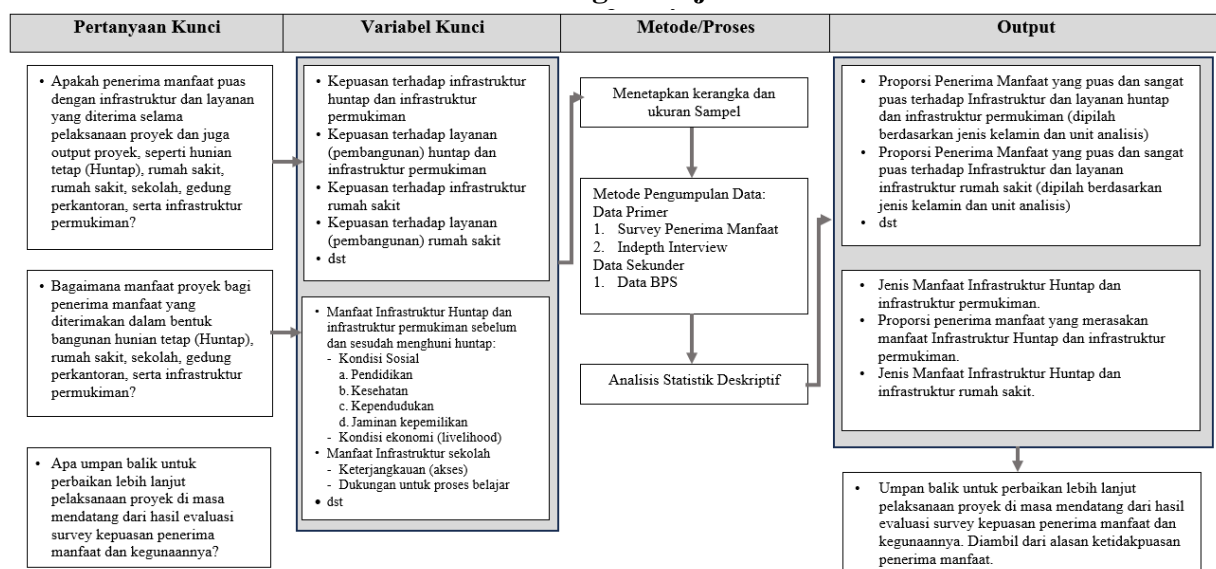 Pertanyaan Kunci
Variabel Kunci
Metode/Proses
Output
• Apakah penerima manfaat puas
dengan infrastruktur dan layanan
yang diterima selama
pelaksanaan proyek dan juga
output proyek, seperti hunian
tetap (Huntap), rumah sakit,
rumah sakit, sekolah, gedung
perkantoran, serta infrastruktur
permukiman?
• Bagaimana manfaat proyek bagi
penerima manfaat yang
diterimakan dalam bentuk
bangunan hunian tetap (Huntap),
rumah sakit, sekolah, gedung
perkantoran, serta infrastruktur
permukiman?
• Apa umpan balik untuk
perbaikan lebih lanjut
pelaksanaan proyek di masa
mendatang dari hasil evaluasi
survey kepuasan penerima
manfaat dan kegunaannya?
• Kepuasan terhadap infrastruktur
huntap dan infrastruktur
permukiman
• Kepuasan terhadap layanan
(pembangunan) huntap dan
infrastruktur permukiman
• Kepuasan terhadap infrastruktur
rumah sakit
• Kepuasan terhadap layanan
(pembangunan) rumah sakit
• dst
• Manfaat Infrastruktur Huntap dan
infrastruktur permukiman sebelum
dan sesudah menghuni huntap:
- Kondisi Sosial
a. Pendidikan
b. Kesehatan
c. Kependudukan
d. Jaminan kepemilikan
- Kondisi ekonomi (livelihood)
• Manfaat Infrastruktur sekolah
- Keterjangkauan (akses)
- Dukungan untuk proses belajar
• dst
Menetapkan kerangka dan
ukuran Sampel
Metode Pengumpulan Data:
Data Primer
1. Survey Penerima Manfaat
2. Indepth Interview
Data Sekunder
1. Data BPS
Analisis Statistik Deskriptif
• Proporsi Penerima Manfaat yang puas dan sangat
puas terhadap Infrastruktur dan layanan huntap
dan infrastruktur permukiman (dipilah
berdasarkan jenis kelamin dan unit analisis)
• Proporsi Penerima Manfaat yang puas dan sangat
puas terhadap Infrastruktur dan layanan
infrastruktur rumah sakit (dipilah berdasarkan
jenis kelamin dan unit analisis)
• dst
• Jenis Manfaat Infrastruktur Huntap dan
infrastruktur permukiman.
• Proporsi penerima manfaat yang merasakan
manfaat Infrastruktur Huntap dan infrastruktur
permukiman.
• Jenis Manfaat Infrastruktur Huntap dan
infrastruktur rumah sakit.
• Umpan balik untuk perbaikan lebih lanjut
pelaksanaan proyek di masa mendatang dari hasil
evaluasi survey kepuasan penerima manfaat dan
kegunaannya. Diambil dari alasan ketidakpuasan
penerima manfaat.